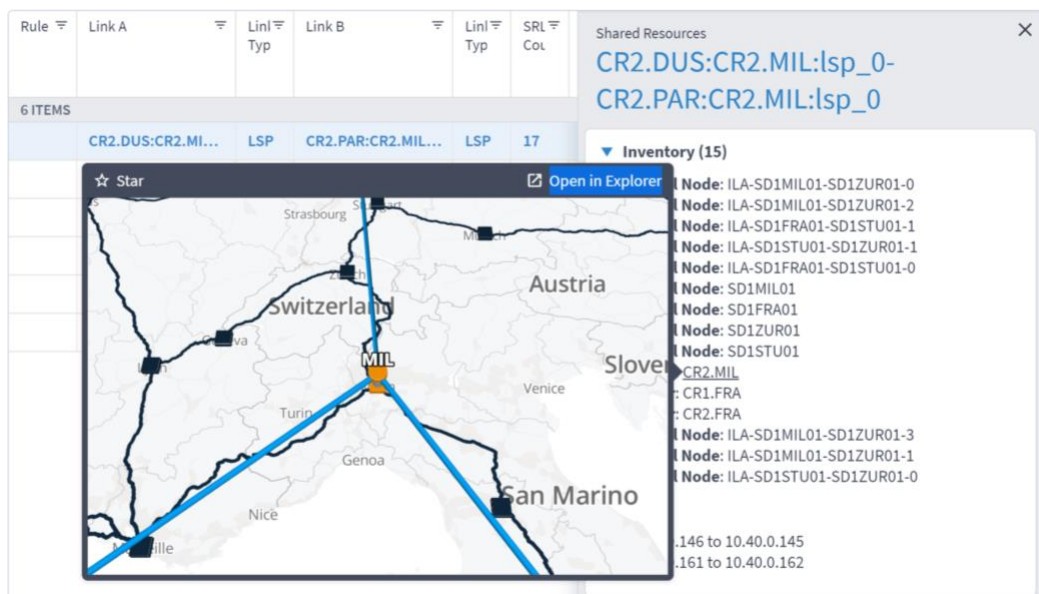 Rule
Link A
Linl
Typ
Link B
Linl
Typ
SRL
Cou
6 ITEMS
CR2.DUS:CR2.MI...
LSP
CR2.PAR:CR2.MIL...
LSP
17
Star
Open in Explorer
Strasbourg
Switzerland
Austria
MIL
Slove
Venice
Turin
Genoa
San Marino
Nice
Shared Resources
CR2.DUS:CR2.MIL:lsp_0-
CR2.PAR:CR2.MIL:lsp_0
Inventory (15)
l Node: ILA-SD1MIL01-SD1ZUR01-0
l Node: ILA-SD1MIL01-SD1ZUR01-2
l Node: ILA-SD1FRA01-SD1STU01-1
l Node: ILA-SD1STU01-SD1ZUR01-1
l Node: ILA-SD1FRA01-SD1STU01-0
l Node: SD1MIL01
l Node: SD1FRA01
l Node: SD1ZUR01
l Node: SD1STU01
CR2.MIL
: CR1.FRA
: CR2.FRA
l Node: ILA-SD1MIL01-SD1ZUR01-3
l Node: ILA-SD1MIL01-SD1ZUR01-1
l Node: ILA-SD1STU01-SD1ZUR01-0
.146 to 10.40.0.145
.161 to 10.40.0.162